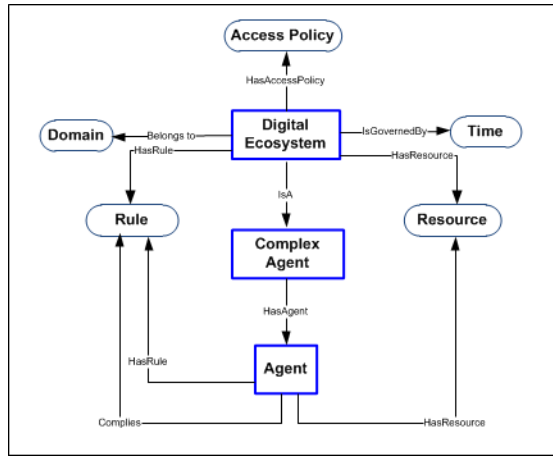 Access Policy
HasAccessPolicy
Domain
Belongs to
Digital
Ecosystem
IsGovernedBy
Time
HasRule
HasResource
IsA
Rule
Resource
Complex
Agent
HasAgent
HasRule
Agent
Complies
HasResource